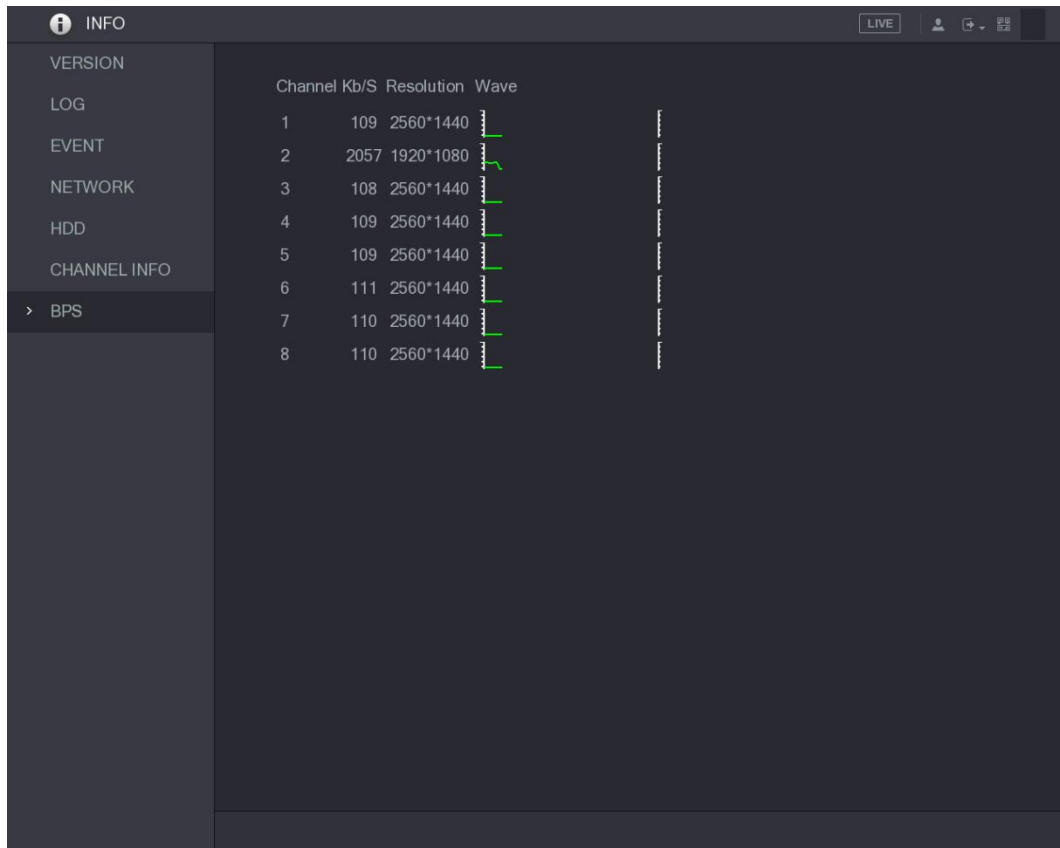 INFO
LIVE
VERSION
LOG
EVENT
NETWORK
HDD
CHANNEL INFO
> BPS
Channel Kb/S Resolution Wave
1 109 2560*1440
2 2057 1920*1080
3 108 2560*1440
4 109 2560*1440
5 109 2560*1440
6 111 2560*1440
7 110 2560*1440
8 110 2560*1440